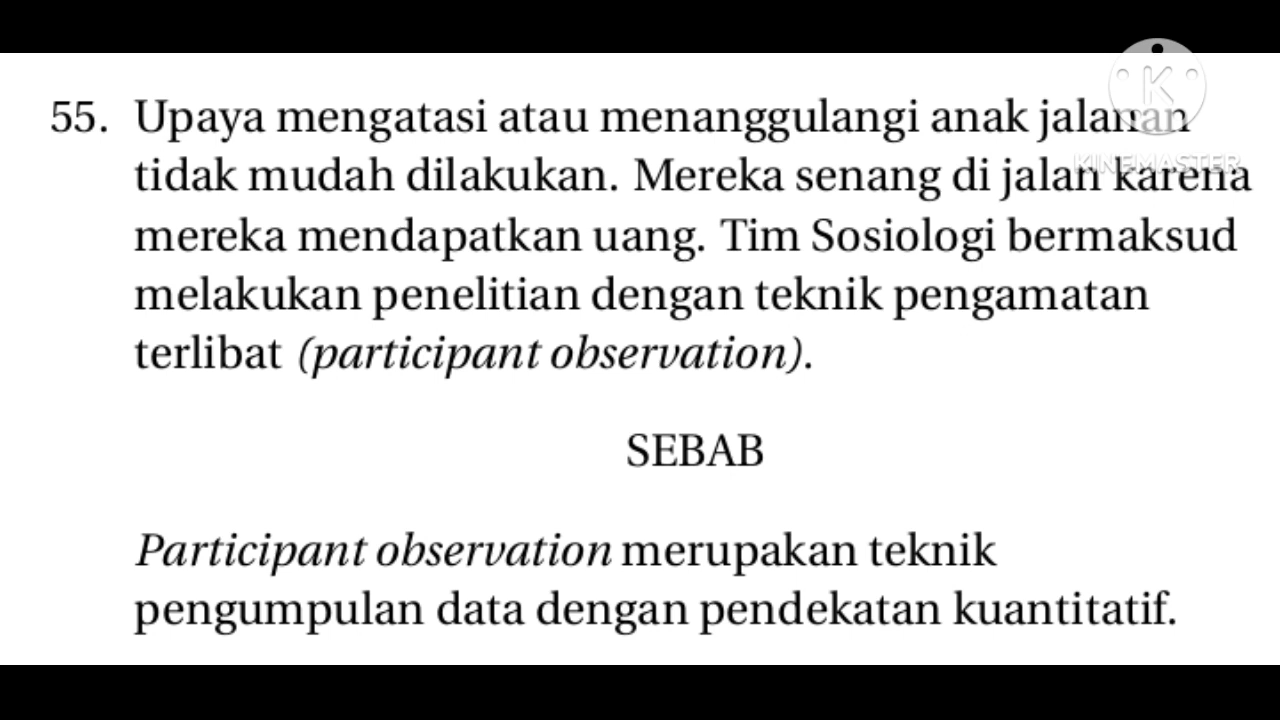 55. Upaya mengatasi atau menanggulangi anak jalanan
tidak mudah dilakukan. Mereka senang di jalan karena
mereka mendapatkan uang. Tim Sosiologi bermaksud
melakukan penelitian dengan teknik pengamatan
terlibat (participant observation).
SEBAB
Participant observation merupakan teknik
pengumpulan data dengan pendekatan kuantitatif.
K
KINEMASTER